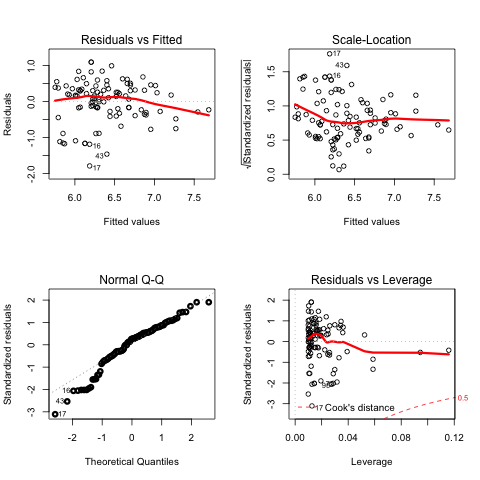 Residuals vs Fitted
Residuals
1.0
0.0
-1.0
-2.0
16
43
17
6.0 6.5 7.0 7.5
Fitted values
Scale-Location
√|Standardized residuals|
1.5
1.0
0.5
0.0
17
43
16
6.0 6.5 7.0 7.5
Fitted values
Normal Q-Q
Standardized residuals
2
1
0
-1
-2
-3
16
43
17
-2 -1 0 1 2
Theoretical Quantiles
Residuals vs Leverage
Standardized residuals
2
1
0
-1
-2
-3
17
Cook's distance
0.5
0.00 0.04 0.08 0.12
Leverage